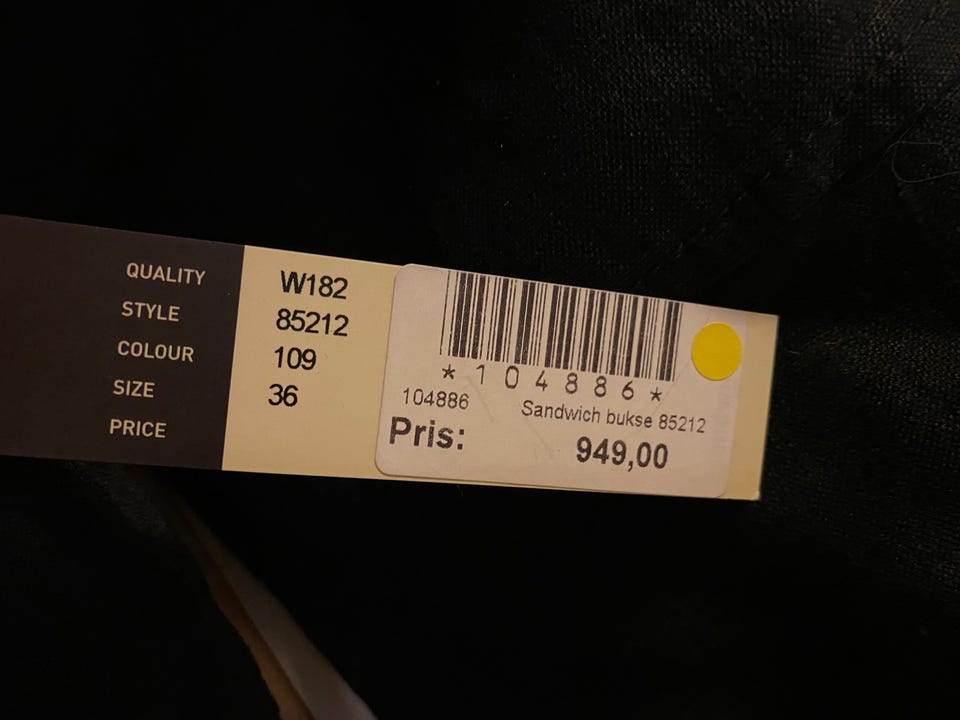 QUALITY W182
STYLE 85212
COLOUR 109
SIZE 36
PRICE
*104886*
104886 Sandwich bukse 85212
Pris: 949,00